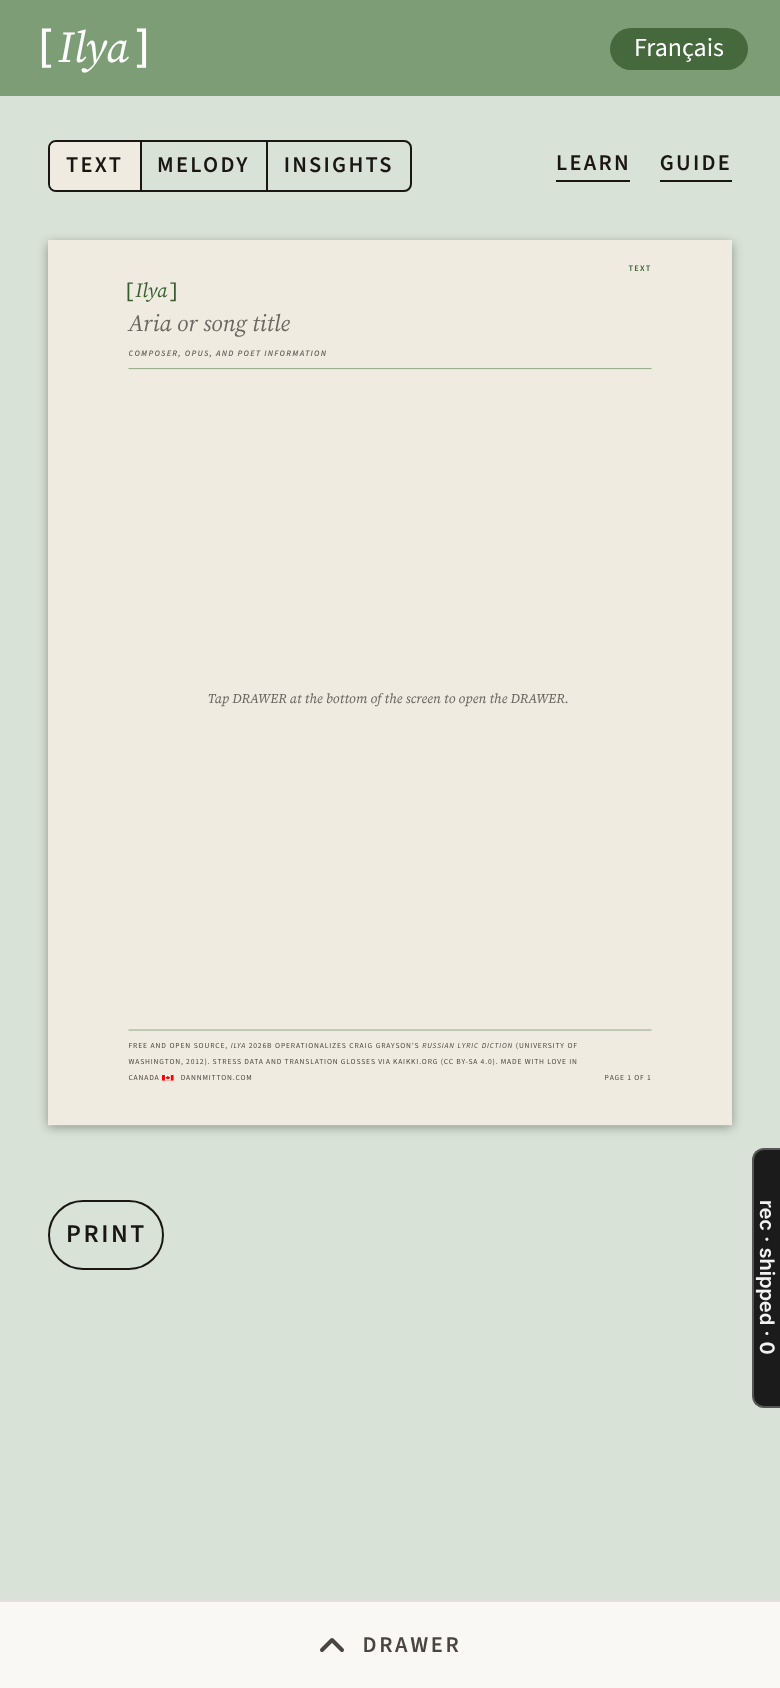 [Ilya]
Français
TEXT
MELODY
INSIGHTS
LEARN
GUIDE
TEXT
[Ilya]
Aria or song title
COMPOSER, OPUS, AND POET INFORMATION
Tap DRAWER at the bottom of the screen to open the DRAWER.
FREE AND OPEN SOURCE, ILYA 2026B OPERATIONALIZES CRAIG GRAYSON'S RUSSIAN LYRIC DICTION (UNIVERSITY OF
WASHINGTON, 2012). STRESS DATA AND TRANSLATION GLOSSES VIA KAIKKI.ORG (CC BY-SA 4.0). MADE WITH LOVE IN
CANADA 🇨🇦 DANNMITTON.COM
PAGE 1 OF 1
rec · shipped · 0
PRINT
DRAWER